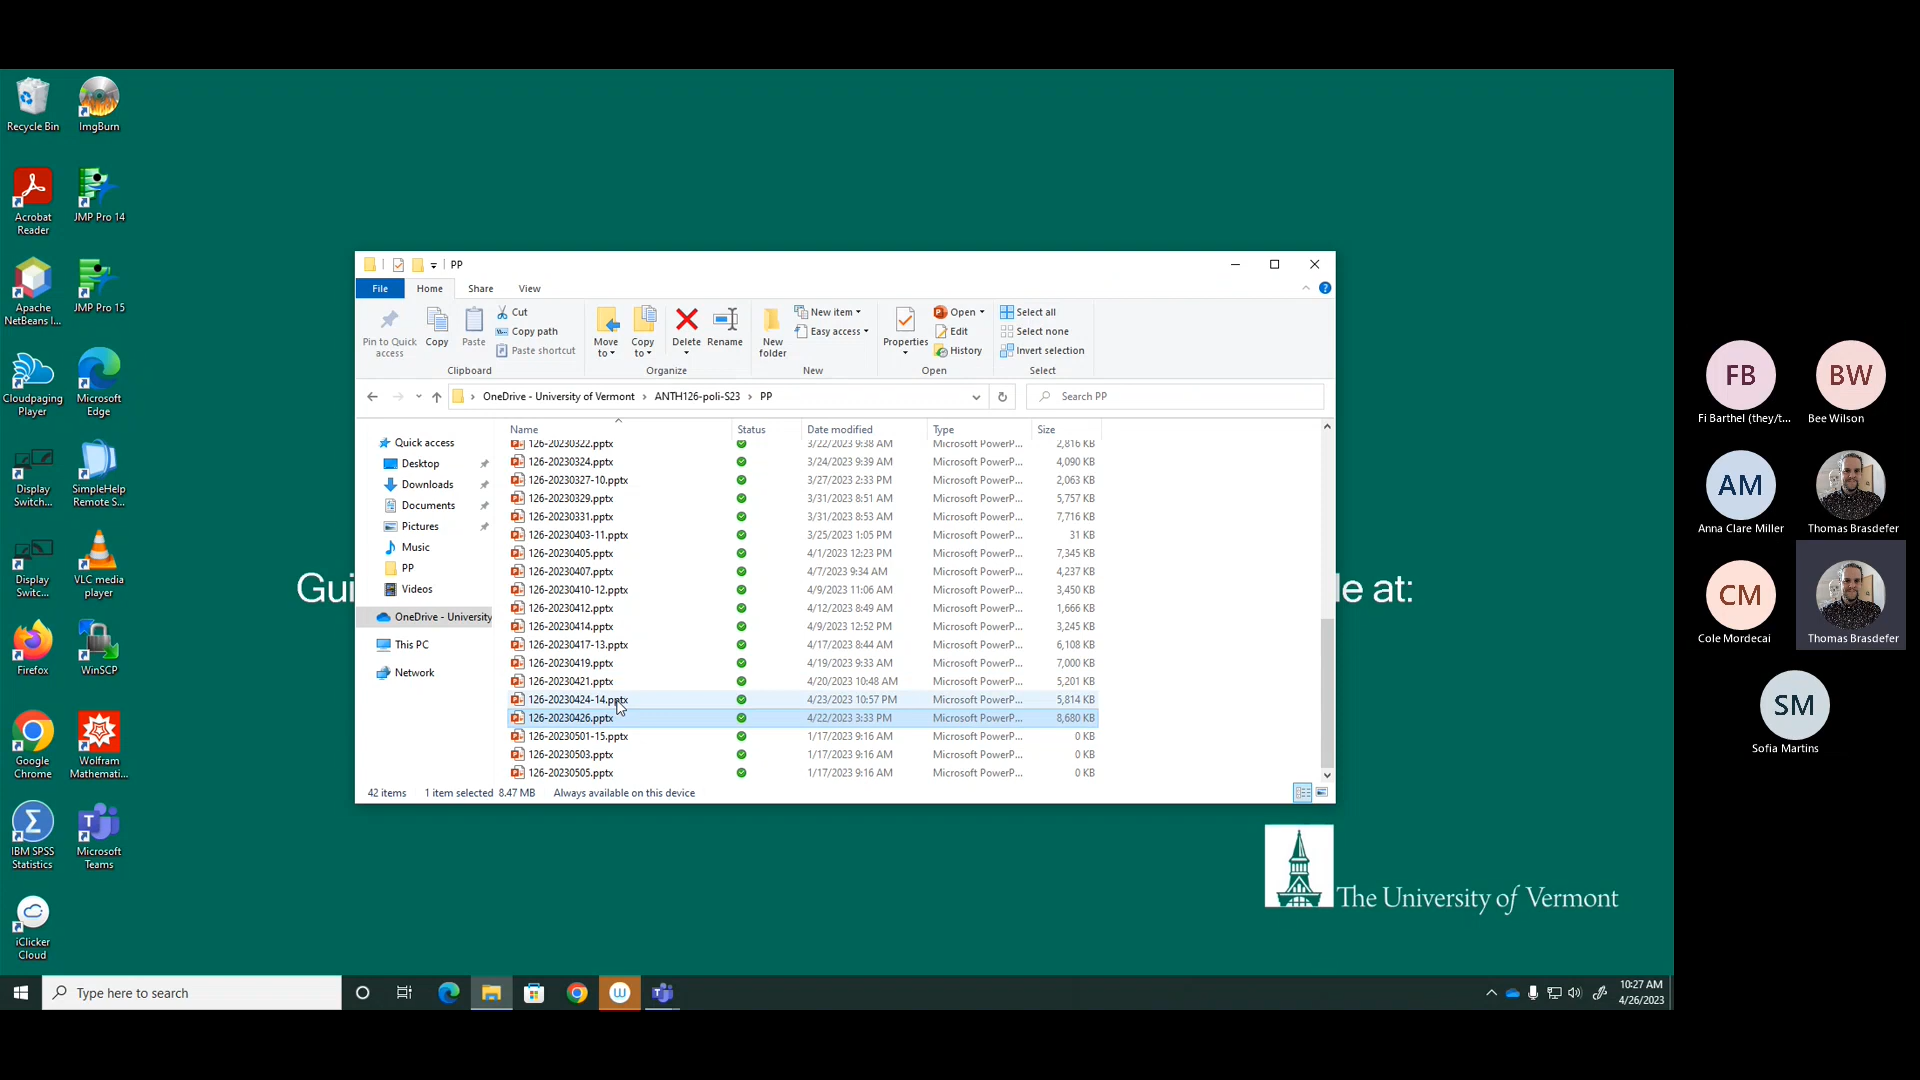 Recycle Bin
ImgBurn
Acrobat
Reader
JMP Pro 14
Apache
NetBeans I...
JMP Pro 15
Cloudpaging
Player
Microsoft
Edge
Display
Switch...
SimpleHelp
Remote S...
Display
Switc...
VLC media
player
Firefox
WinSCP
Google
Chrome
Wolfram
Mathemati...
IBM SPSS
Statistics
Microsoft
Teams
iClicker
Cloud
Gui
le at:
PP
File Home Share View
Pin to Quick
access
Copy
Paste
Cut
Copy path
Paste shortcut
Clipboard
Move
to
Copy
to
Delete
Rename
Organize
New
folder
New item
Easy access
New
Properties
Open
Edit
History
Open
Select all
Select none
Invert selection
Select
OneDrive - University of Vermont › ANTH126-poli-S23 › PP
Search PP
Quick access
Desktop
Downloads
Documents
Pictures
Music
PP
Videos
OneDrive - University
This PC
Network
Name Status Date modified Type Size
126-20230322.pptx 3/22/2023 9:38 AM Microsoft PowerP... 2,816 KB
126-20230324.pptx 3/24/2023 9:39 AM Microsoft PowerP... 4,090 KB
126-20230327-10.pptx 3/27/2023 2:33 PM Microsoft PowerP... 2,063 KB
126-20230329.pptx 3/31/2023 8:51 AM Microsoft PowerP... 5,757 KB
126-20230331.pptx 3/31/2023 8:53 AM Microsoft PowerP... 7,716 KB
126-20230403-11.pptx 3/25/2023 1:05 PM Microsoft PowerP... 31 KB
126-20230405.pptx 4/1/2023 12:23 PM Microsoft PowerP... 7,345 KB
126-20230407.pptx 4/7/2023 9:34 AM Microsoft PowerP... 4,237 KB
126-20230410-12.pptx 4/9/2023 11:06 AM Microsoft PowerP... 3,450 KB
126-20230412.pptx 4/12/2023 8:49 AM Microsoft PowerP... 1,666 KB
126-20230414.pptx 4/9/2023 12:52 PM Microsoft PowerP... 3,245 KB
126-20230417-13.pptx 4/17/2023 8:44 AM Microsoft PowerP... 6,108 KB
126-20230419.pptx 4/19/2023 9:33 AM Microsoft PowerP... 7,000 KB
126-20230421.pptx 4/20/2023 10:48 AM Microsoft PowerP... 5,201 KB
126-20230424-14.pptx 4/23/2023 10:57 PM Microsoft PowerP... 5,814 KB
126-20230426.pptx 4/22/2023 3:33 PM Microsoft PowerP... 8,680 KB
126-20230501-15.pptx 1/17/2023 9:16 AM Microsoft PowerP... 0 KB
126-20230503.pptx 1/17/2023 9:16 AM Microsoft PowerP... 0 KB
126-20230505.pptx 1/17/2023 9:16 AM Microsoft PowerP... 0 KB
42 items 1 item selected 8.47 MB Always available on this device
The University of Vermont
Type here to search
10:27 AM
4/26/2023
FB
Fi Barthel (they/t...
BW
Bee Wilson
AM
Anna Clare Miller
Thomas Brasdefer
CM
Cole Mordecai
Thomas Brasdefer
SM
Sofia Martins